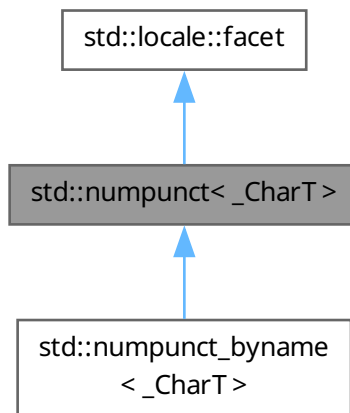 std::locale::facet
std::numpunct< _CharT >
std::numpunct_byname
< _CharT >